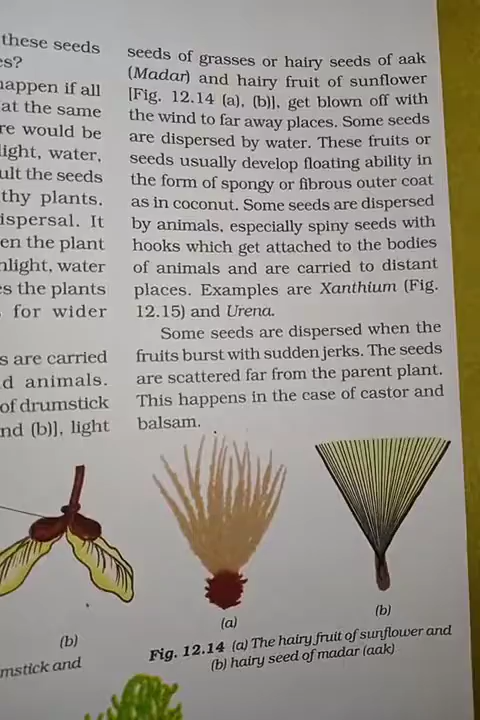 these seeds
es?
happen if all
at the same
re would be
light, water,
ult the seeds
thy plants.
ispersal. It
en the plant
nlight, water
es the plants
for wider
s are carried
d animals.
of drumstick
nd (b)], light
seeds of grasses or hairy seeds of aak
(Madar) and hairy fruit of sunflower
[Fig. 12.14 (a), (b)], get blown off with
the wind to far away places. Some seeds
are dispersed by water. These fruits or
seeds usually develop floating ability in
the form of spongy or fibrous outer coat
as in coconut. Some seeds are dispersed
by animals, especially spiny seeds with
hooks which get attached to the bodies
of animals and are carried to distant
places. Examples are Xanthium (Fig.
12.15) and Urena.
Some seeds are dispersed when the
fruits burst with sudden jerks. The seeds
are scattered far from the parent plant.
This happens in the case of castor and
balsam.
(b)
mstick and
(a)
(b)
Fig. 12.14 (a) The hairy fruit of sunflower and
(b) hairy seed of madar (aak)